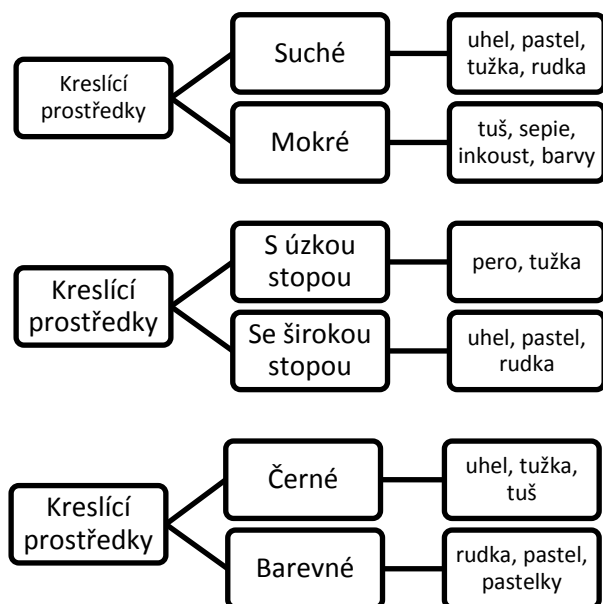 Kreslící
prostředky
Suché
uhel, pastel,
tužka, rudka
Mokré
tuš, sepie,
inkoust, barvy
Kreslící
prostředky
S úzkou
stopou
pero, tužka
Se širokou
stopou
uhel, pastel,
rudka
Kreslící
prostředky
Černé
uhel, tužka,
tuš
Barevné
rudka, pastel,
pastelky